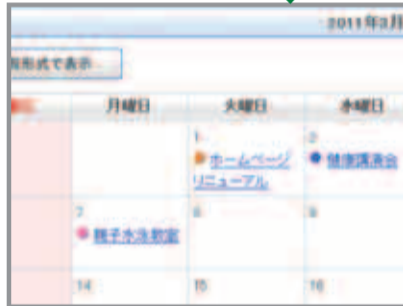 2011年3月
形式で表示
月曜日 火曜日 水曜日
1 2
ホームページ 健康講演会
リニューアル
7 8 9
親子水泳教室
14 15 16